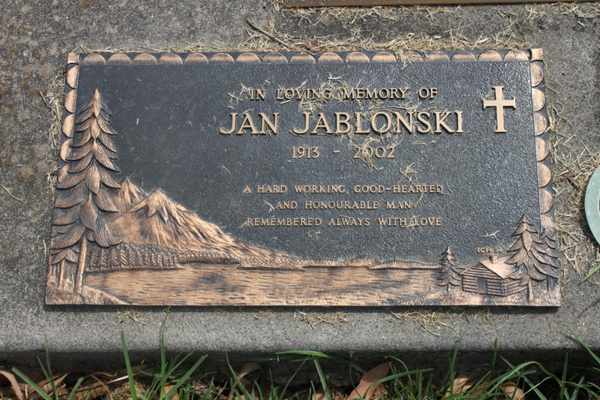 IN LOVING MEMORY OF
JAN JABLONSKI
1913 - 2002
A HARD WORKING, GOOD-HEARTED
AND HONOURABLE MAN
REMEMBERED ALWAYS WITH LOVE